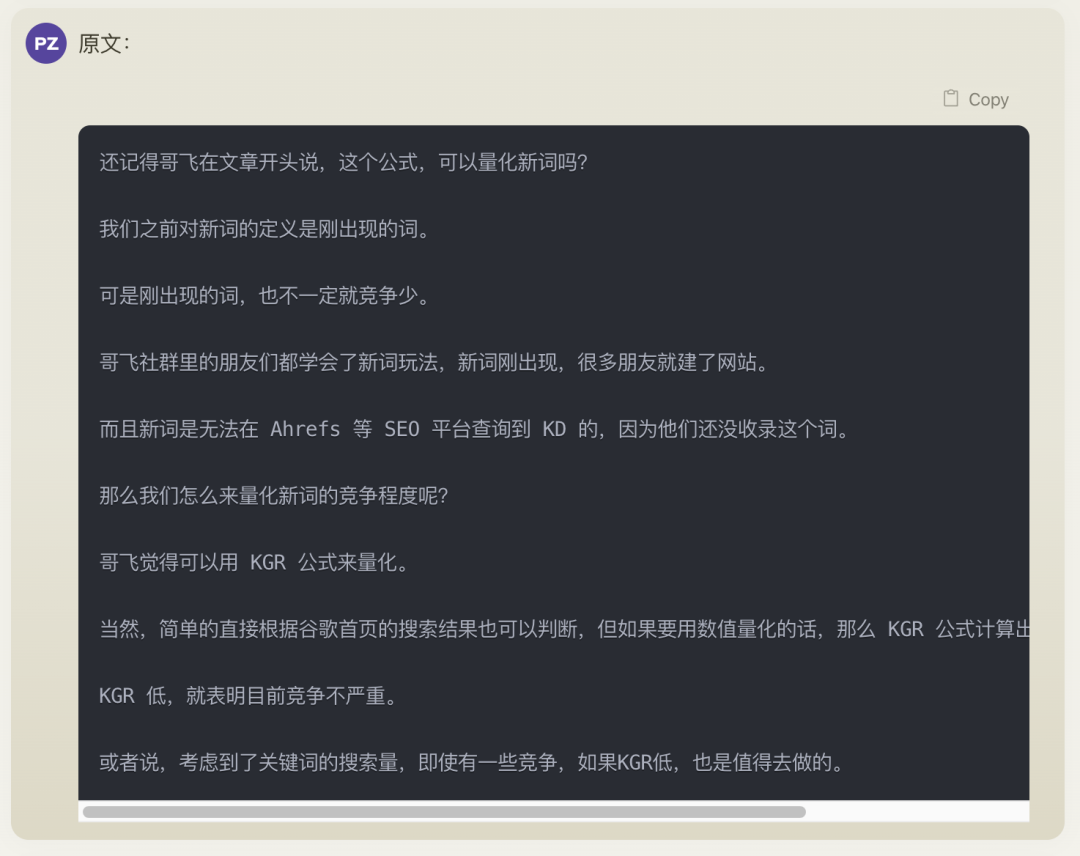 PZ 原文：
Copy
还记得哥飞在文章开头说，这个公式，可以量化新词吗？
我们之前对新词的定义是刚出现的词。
可是刚出现的词，也不一定就竞争少。
哥飞社群里的朋友们都学会了新词玩法，新词刚出现，很多朋友就建了网站。
而且新词是无法在 Ahrefs 等 SEO 平台查询到 KD 的，因为他们还没收录这个词。
那么我们怎么来量化新词的竞争程度呢？
哥飞觉得可以用 KGR 公式来量化。
当然，简单的直接根据谷歌首页的搜索结果也可以判断，但如果要用数值量化的话，那么 KGR 公式计算出
KGR 低，就表明目前竞争不严重。
或者说，考虑到了关键词的搜索量，即使有一些竞争，如果KGR低，也是值得去做的。